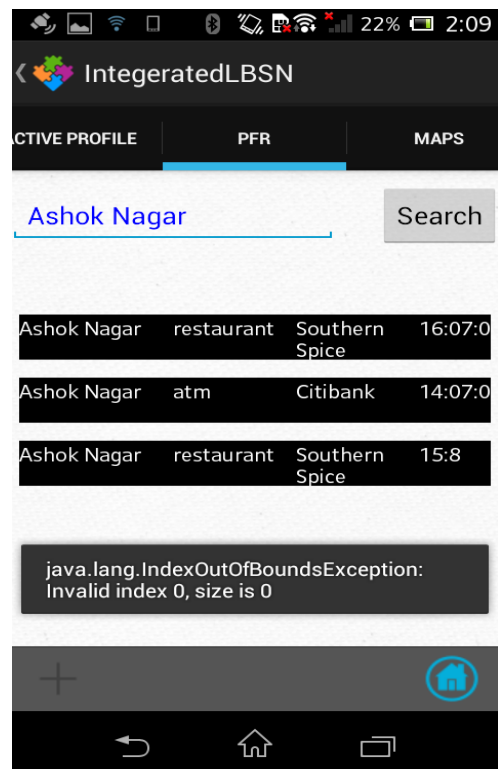 22% 2:09
IntegeratedLBSN
CTIVE PROFILE PFR MAPS
Ashok Nagar Search
Ashok Nagar restaurant Southern Spice 16:07:0
Ashok Nagar atm Citibank 14:07:0
Ashok Nagar restaurant Southern Spice 15:8
java.lang.IndexOutOfBoundsException:
Invalid index 0, size is 0